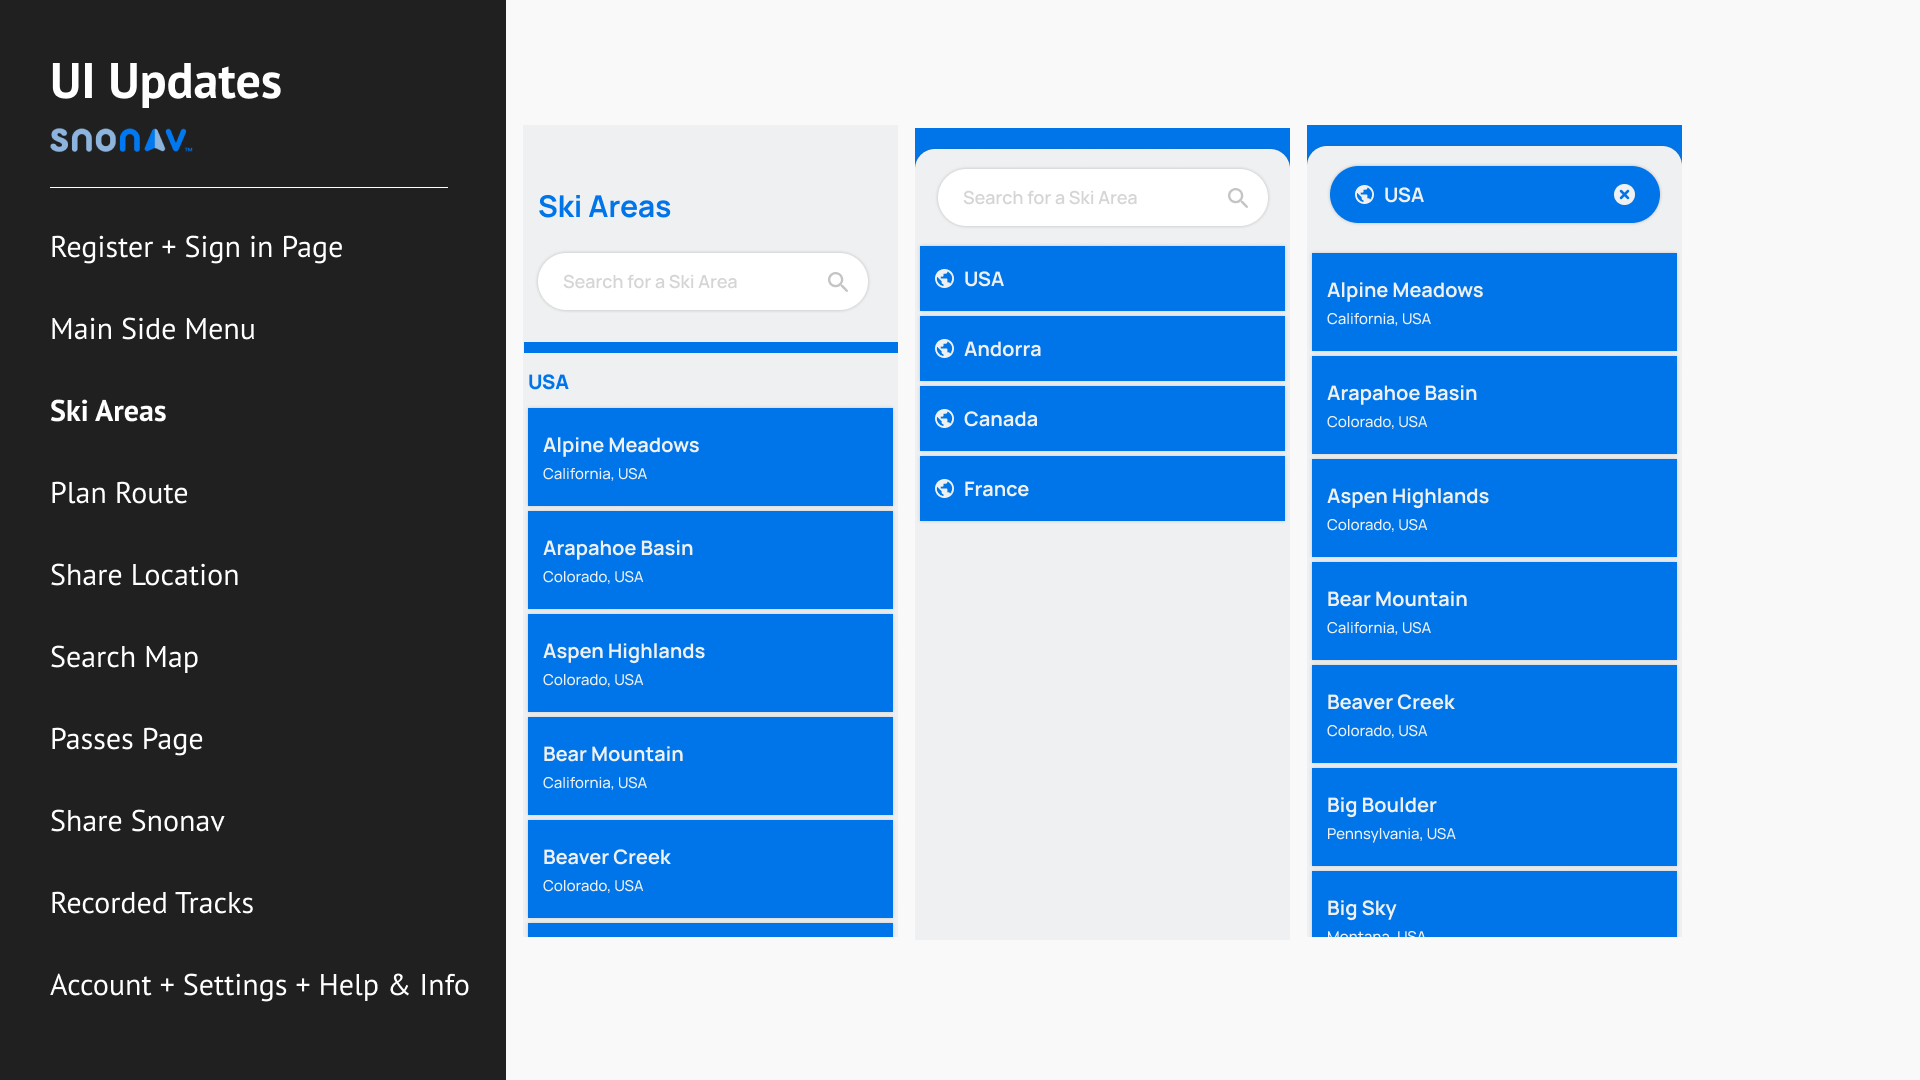 UI Updates
snonav™
Register + Sign in Page
Main Side Menu
Ski Areas
Plan Route
Share Location
Search Map
Passes Page
Share Snonav
Recorded Tracks
Account + Settings + Help & Info
Ski Areas
Search for a Ski Area
USA
Alpine Meadows
California, USA
Arapahoe Basin
Colorado, USA
Aspen Highlands
Colorado, USA
Bear Mountain
California, USA
Beaver Creek
Colorado, USA
Search for a Ski Area
USA
Andorra
Canada
France
USA
Alpine Meadows
California, USA
Arapahoe Basin
Colorado, USA
Aspen Highlands
Colorado, USA
Bear Mountain
California, USA
Beaver Creek
Colorado, USA
Big Boulder
Pennsylvania, USA
Big Sky
Montana, USA